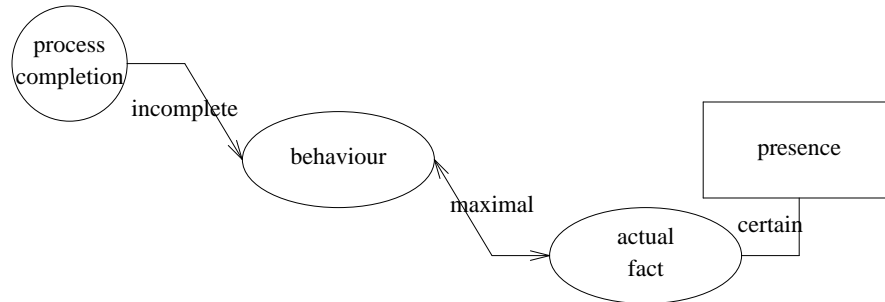 process
completion
incomplete
behaviour
presence
maximal
certain
actual
fact